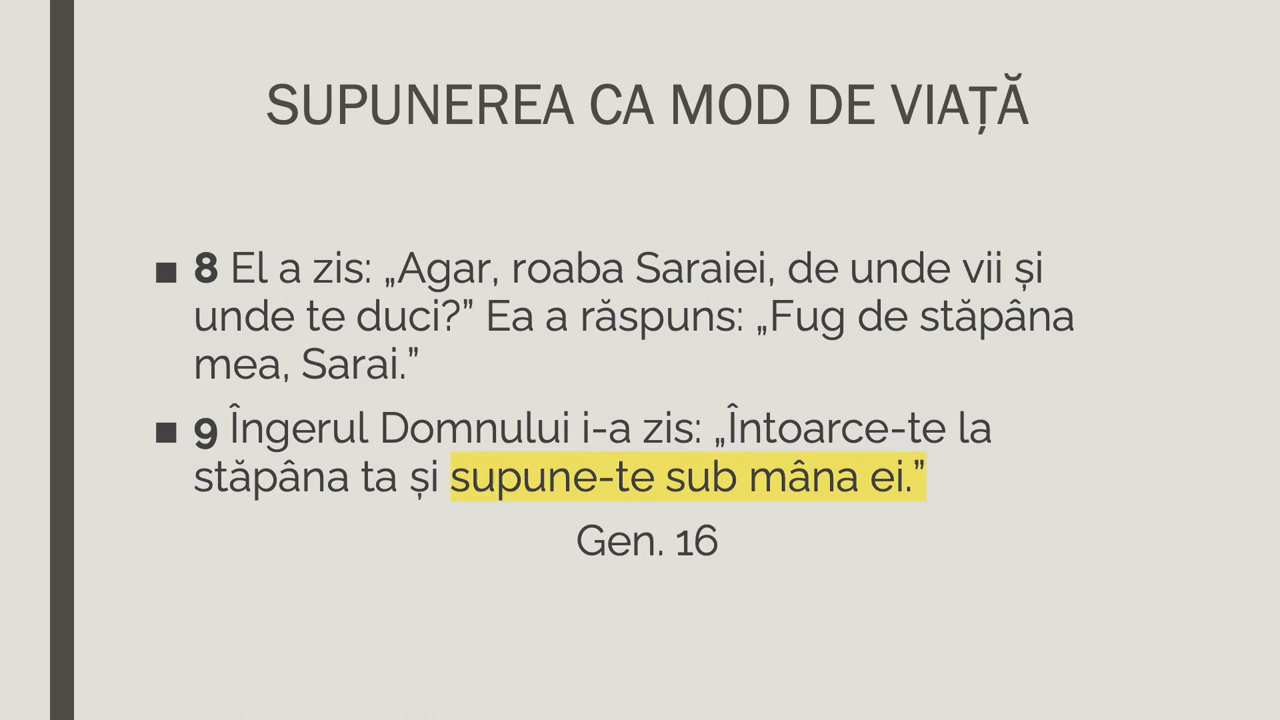 SUPUNEREA CA MOD DE VIAȚĂ
■ 8 El a zis: „Agar, roaba Saraiei, de unde vii și
unde te duci?” Ea a răspuns: „Fug de stăpâna
mea, Sarai.”
■ 9 Îngerul Domnului i-a zis: „Întoarce-te la
stăpâna ta și supune-te sub mâna ei.”
Gen. 16